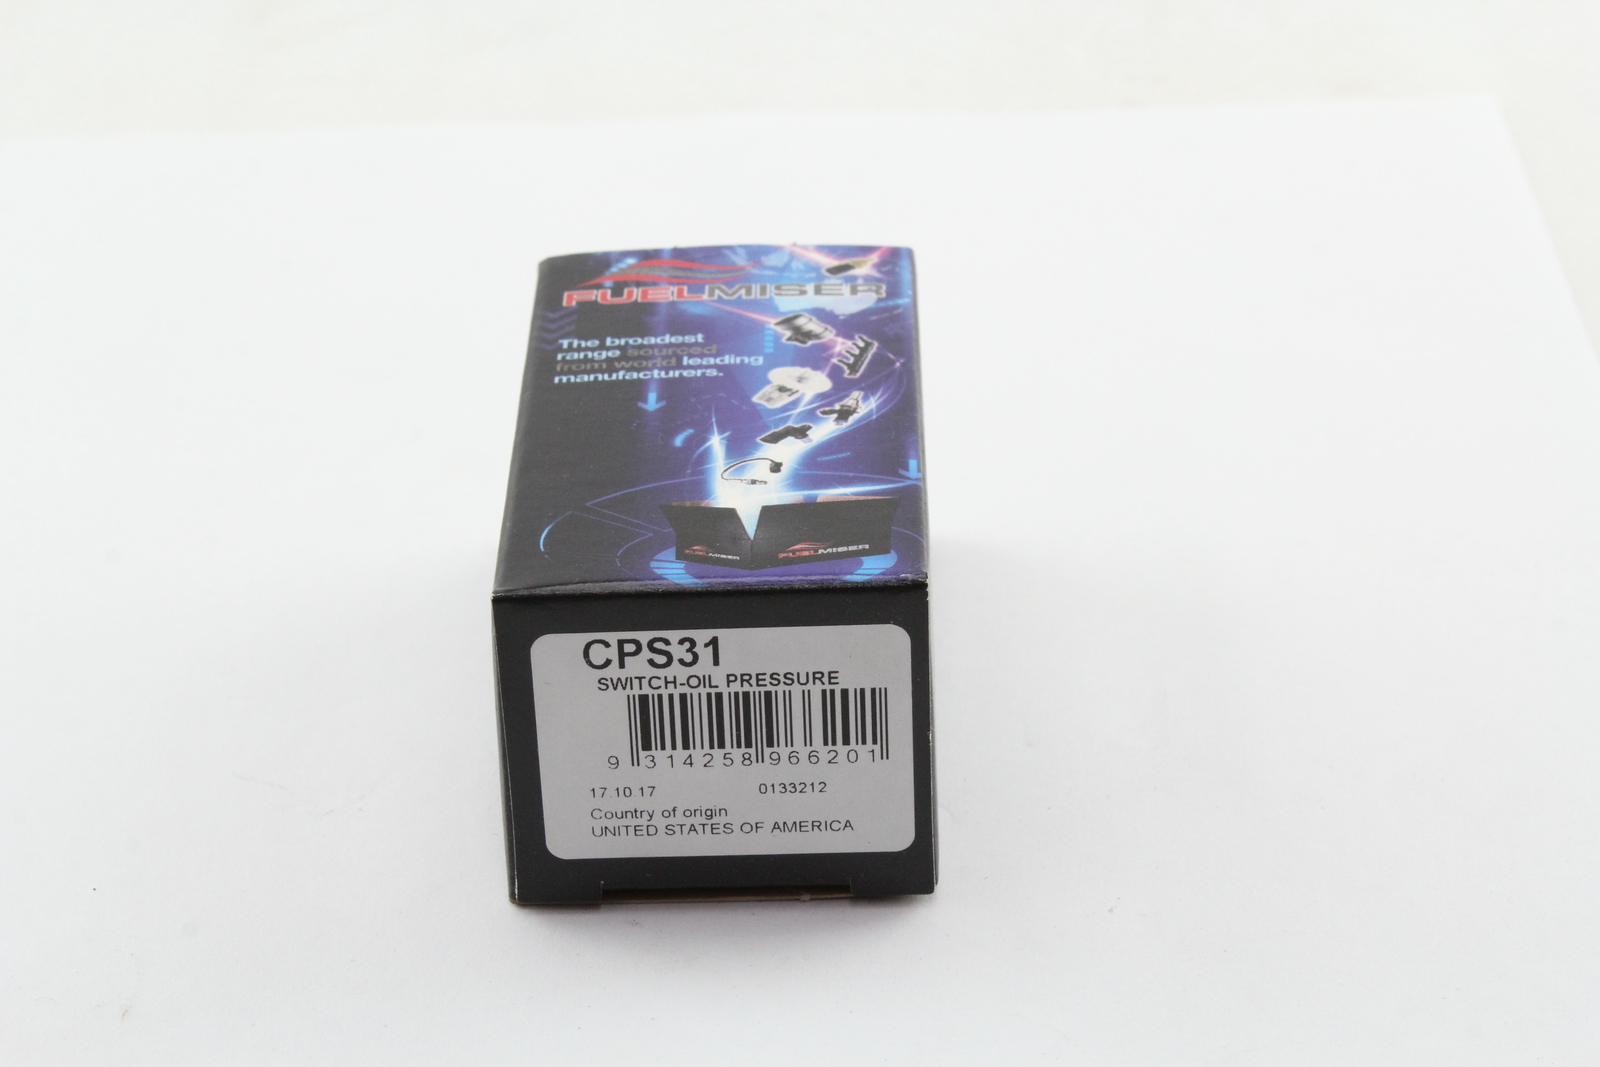 FUELMISER
The broadest
range sourced
from world leading
manufacturers.
FUELMISER
FUELMISER
CPS31
SWITCH-OIL PRESSURE
9 314258 966201
17.10.17 0133212
Country of origin
UNITED STATES OF AMERICA